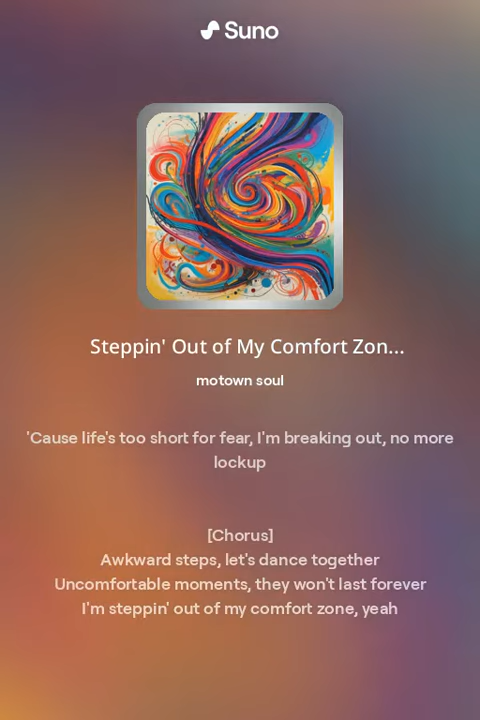 Suno
Steppin' Out of My Comfort Zon...
motown soul
'Cause life's too short for fear, I'm breaking out, no more
lockup
[Chorus]
Awkward steps, let's dance together
Uncomfortable moments, they won't last forever
I'm steppin' out of my comfort zone, yeah